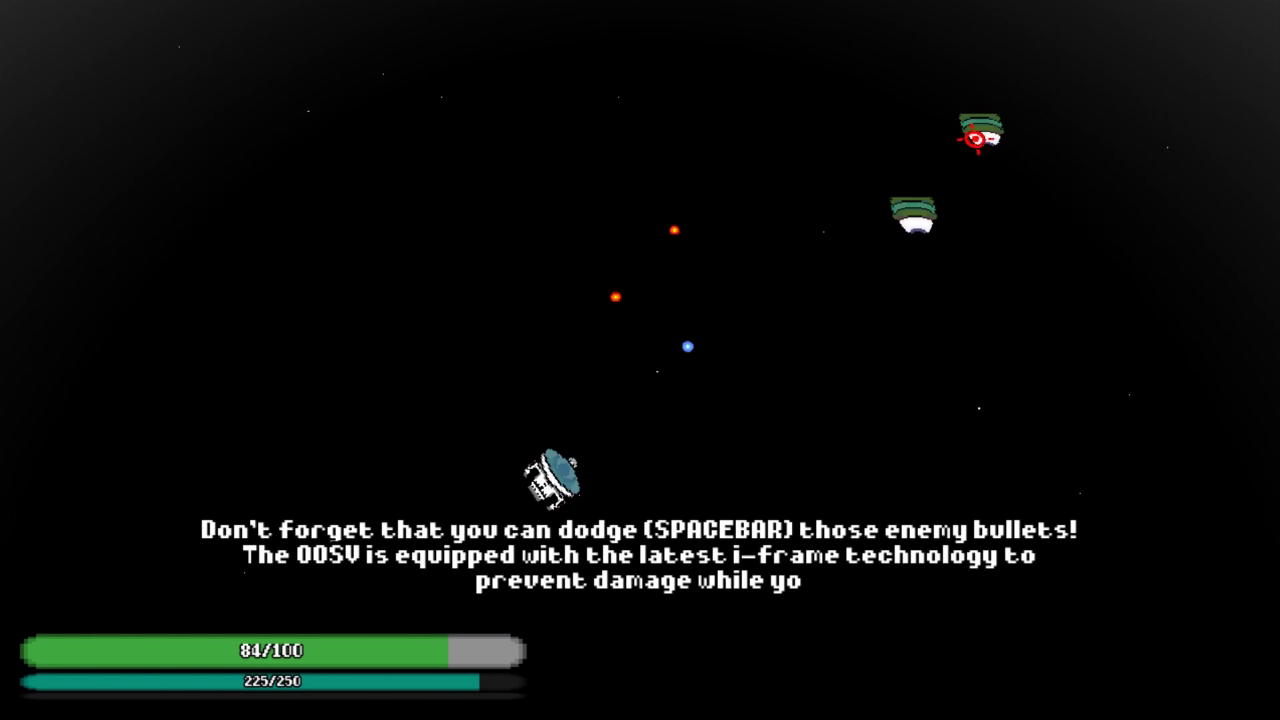 Don't forget that you can dodge (SPACEBAR) those enemy bullets!
The OOSV is equipped with the latest i-frame technology to
prevent damage while yo
84/100
225/250